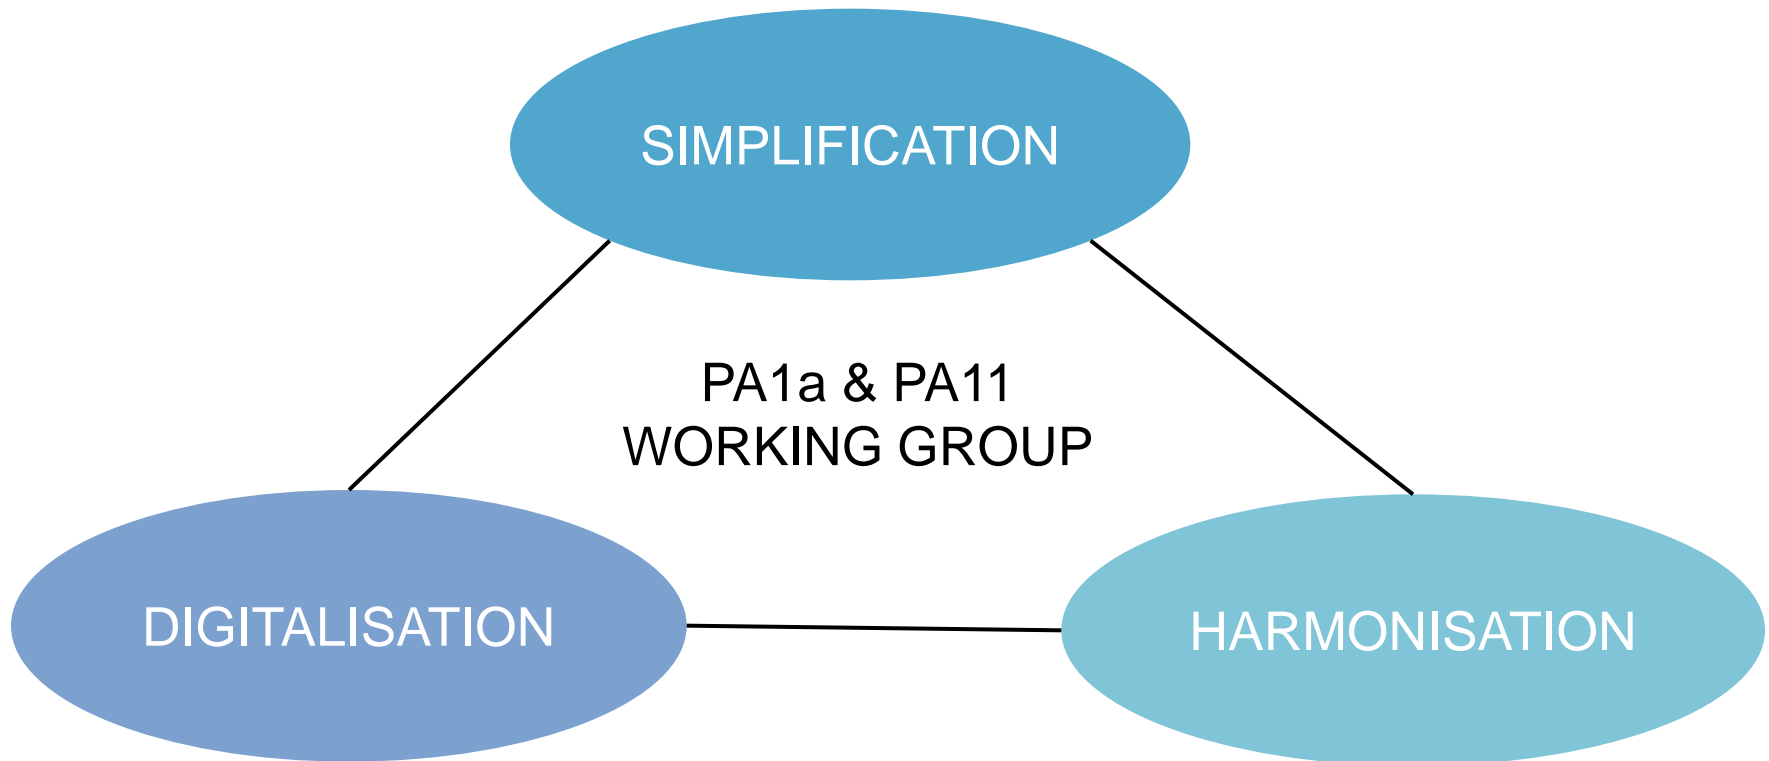 SIMPLIFICATION
PA1a & PA11
WORKING GROUP
DIGITALISATION
HARMONISATION